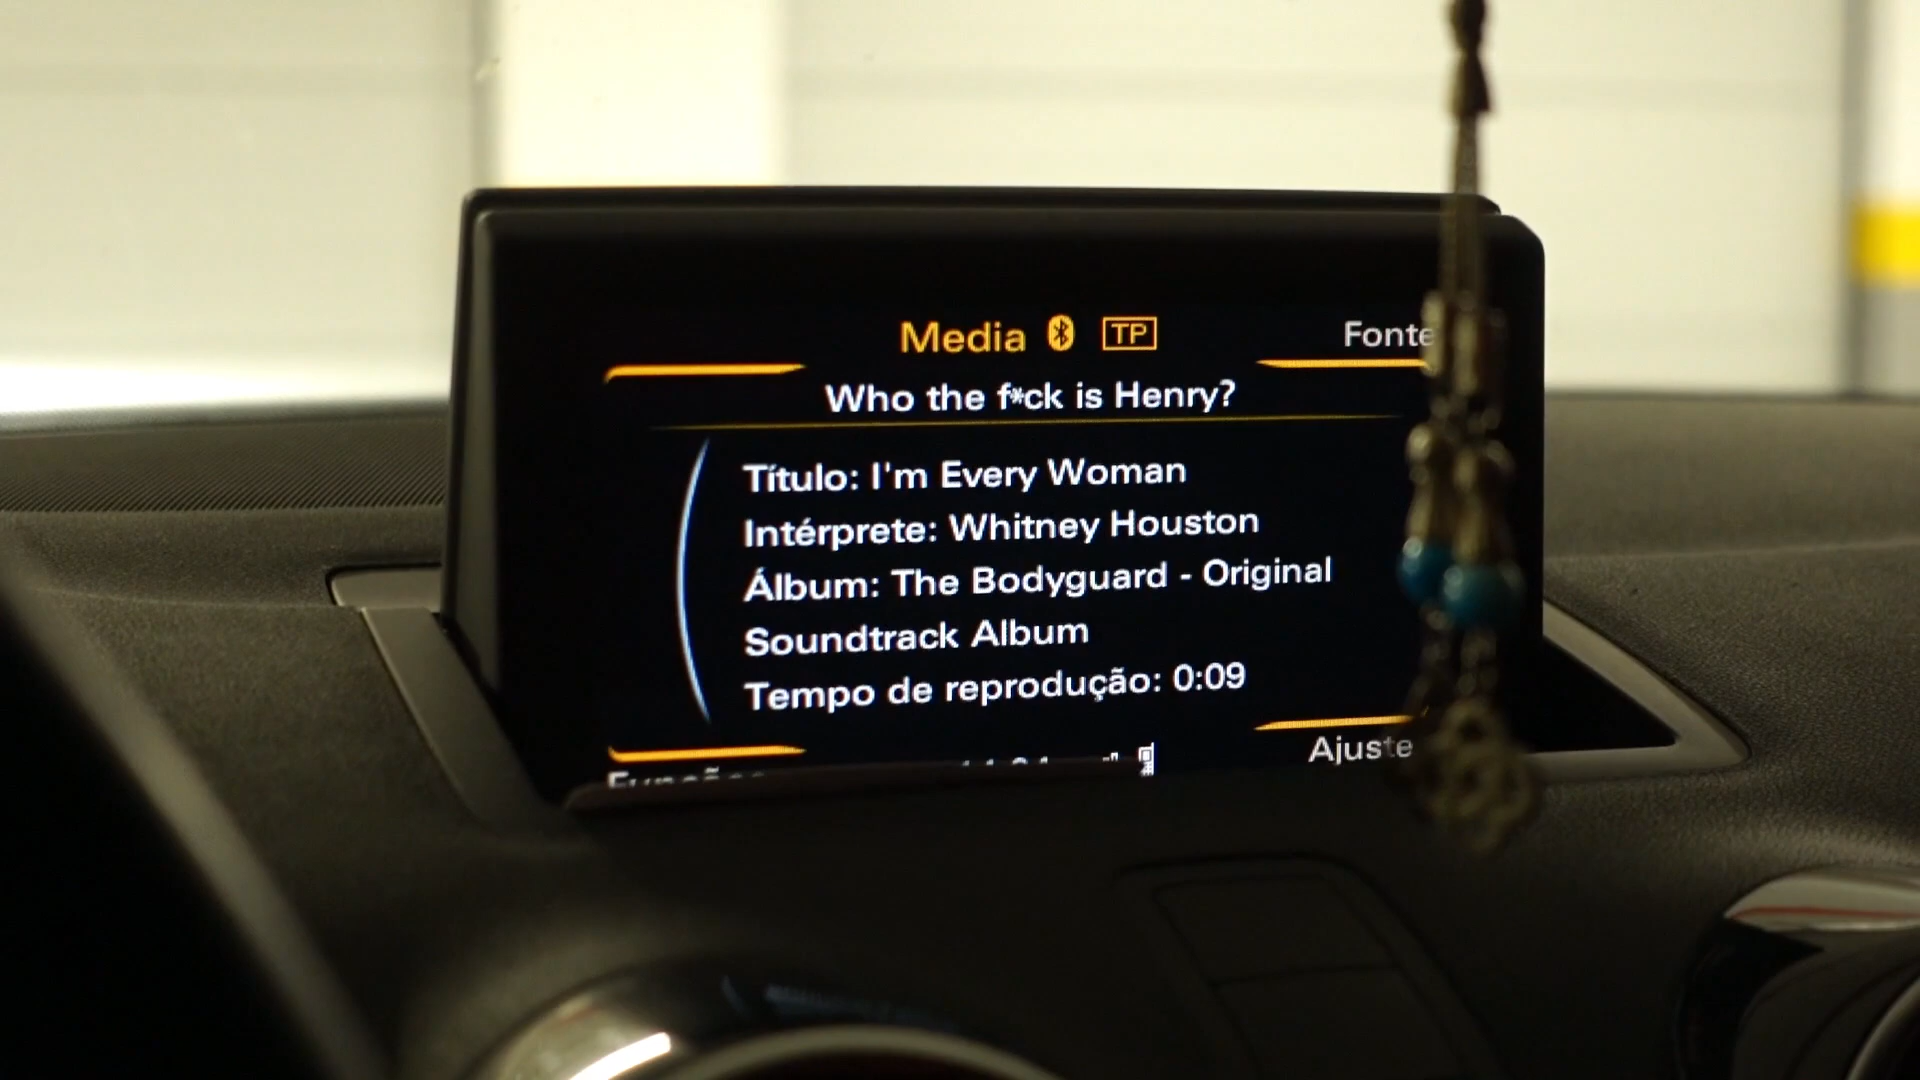 Media TP
Fonte
Who the f*ck is Henry?
Título: I'm Every Woman
Intérprete: Whitney Houston
Álbum: The Bodyguard - Original
Soundtrack Album
Tempo de reprodução: 0:09
Ajuste